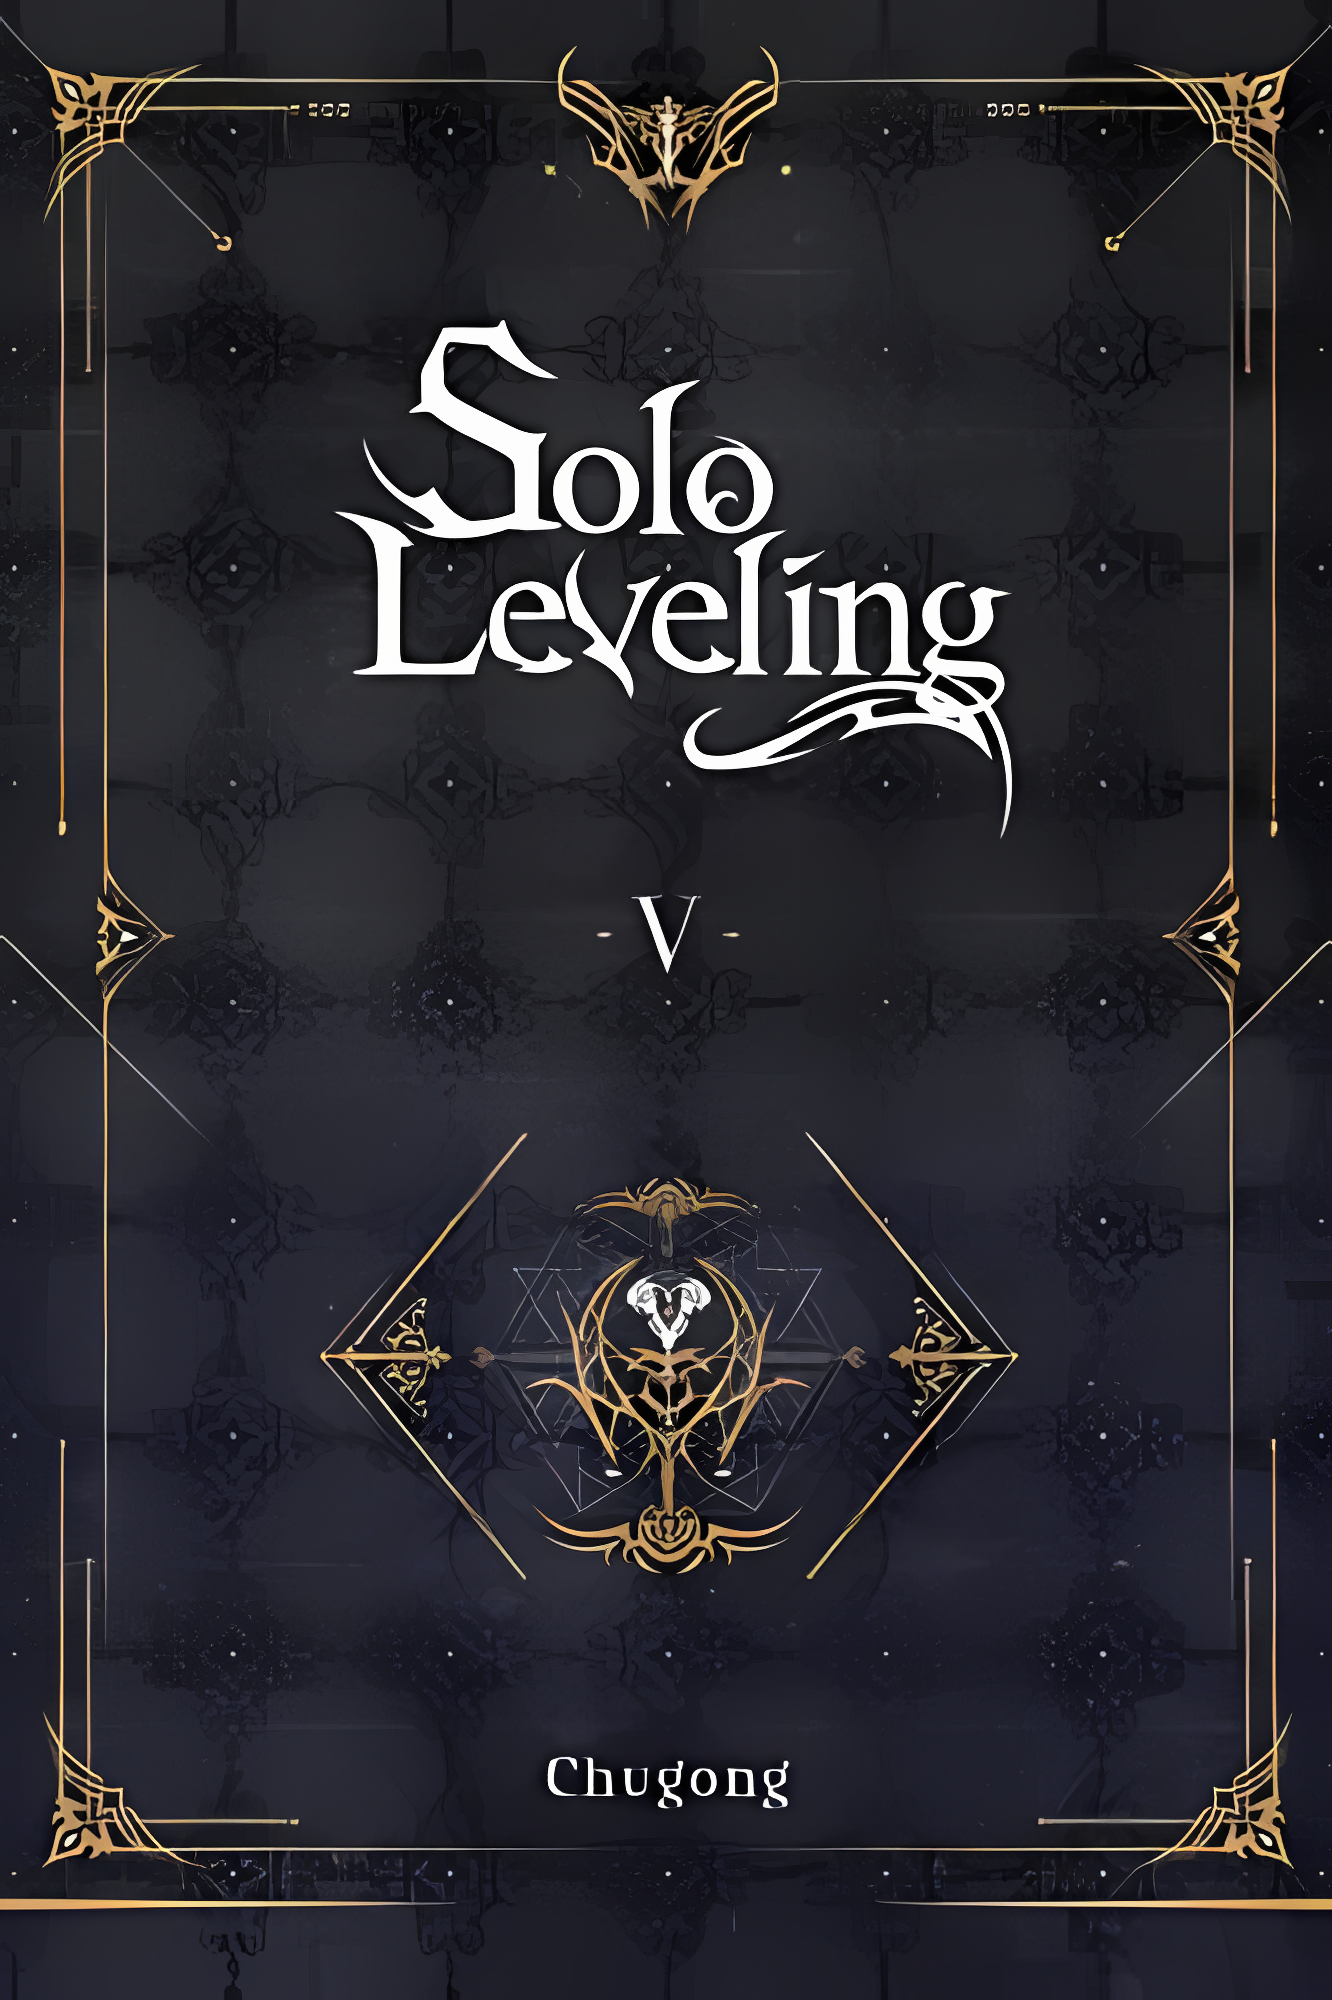 Solo
Leveling
- V -
Chugong